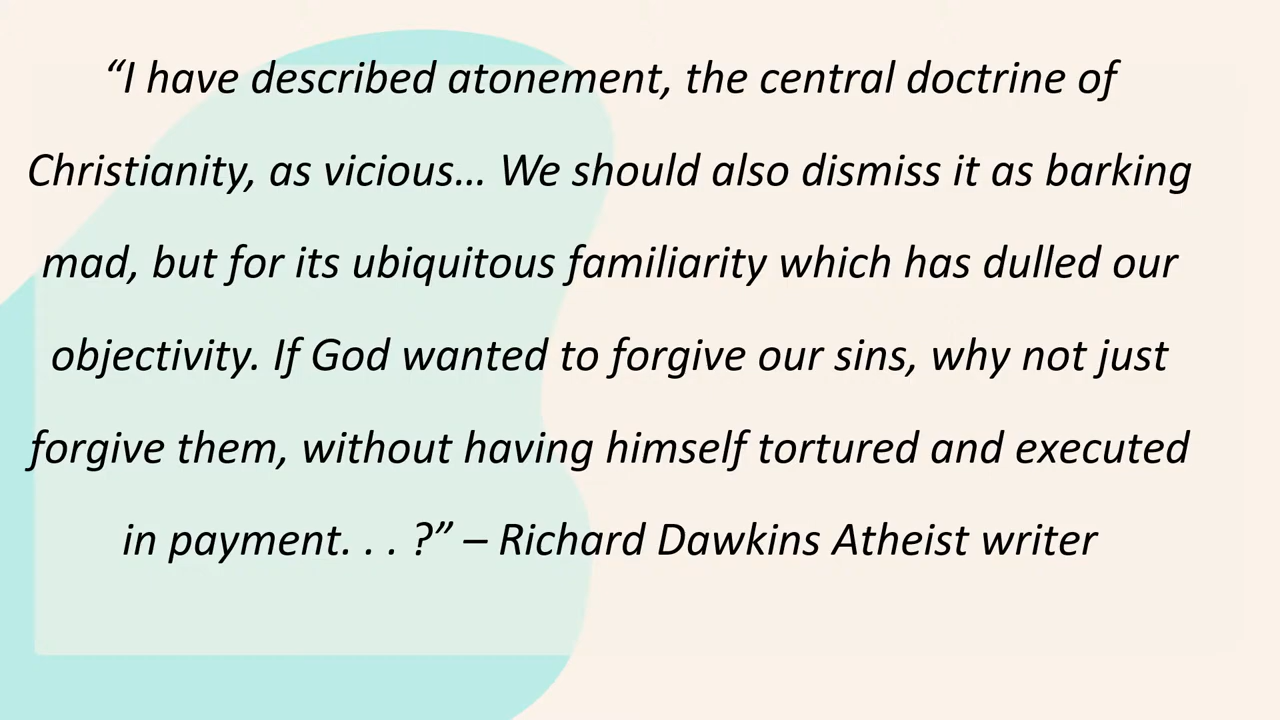 “I have described atonement, the central doctrine of
Christianity, as vicious... We should also dismiss it as barking
mad, but for its ubiquitous familiarity which has dulled our
objectivity. If God wanted to forgive our sins, why not just
forgive them, without having himself tortured and executed
in payment. . . ?” – Richard Dawkins Atheist writer